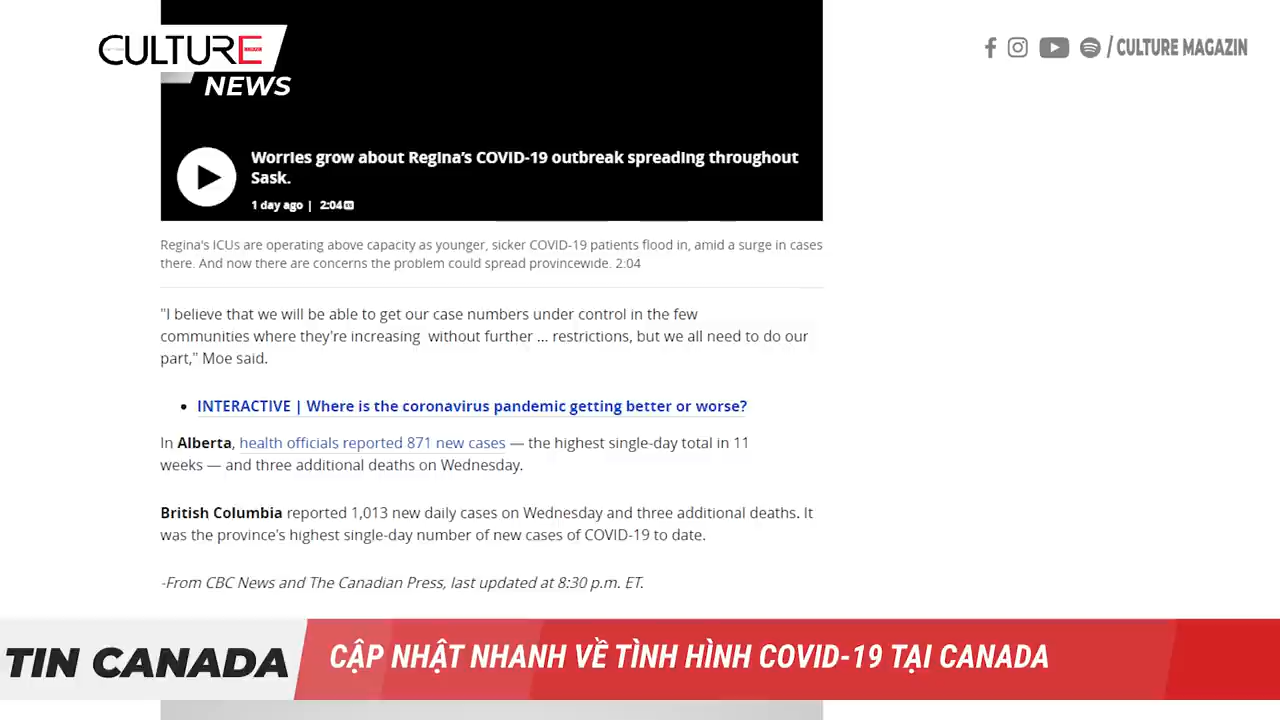 CULTURE
NEWS
/ CULTURE MAGAZIN
Worries grow about Regina's COVID-19 outbreak spreading throughout
Sask.
1 day ago | 2:04
Regina's ICUs are operating above capacity as younger, sicker COVID-19 patients flood in, amid a surge in cases
there. And now there are concerns the problem could spread provincewide. 2:04
"I believe that we will be able to get our case numbers under control in the few
communities where they're increasing without further ... restrictions, but we all need to do our
part," Moe said.
• INTERACTIVE | Where is the coronavirus pandemic getting better or worse?
In Alberta, health officials reported 871 new cases — the highest single-day total in 11
weeks — and three additional deaths on Wednesday.
British Columbia reported 1,013 new daily cases on Wednesday and three additional deaths. It
was the province's highest single-day number of new cases of COVID-19 to date.
-From CBC News and The Canadian Press, last updated at 8:30 p.m. ET.
TIN CANADA
CẬP NHẬT NHANH VỀ TÌNH HÌNH COVID-19 TẠI CANADA